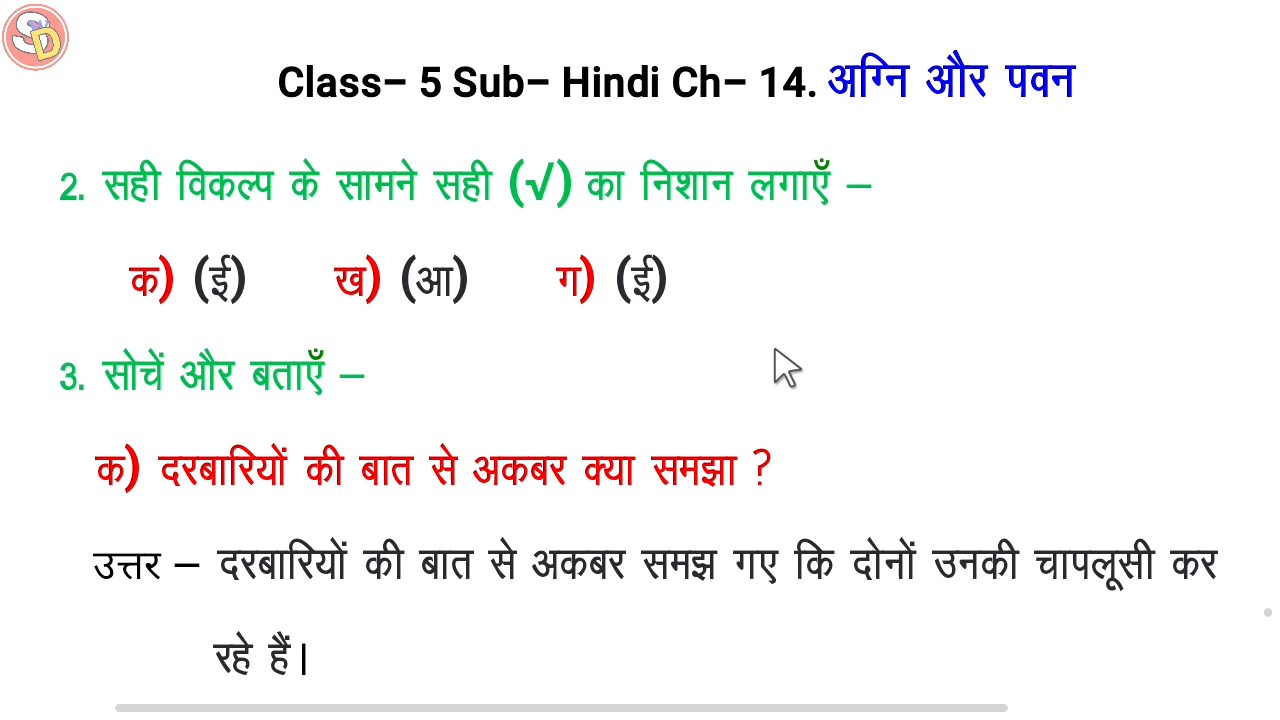 SD
Class– 5 Sub– Hindi Ch– 14. अग्नि और पवन
2. सही विकल्प के सामने सही (√) का निशान लगाएँ –
क) (ई) ख) (आ) ग) (ई)
3. सोचें और बताएँ –
क) दरबारियों की बात से अकबर क्या समझा ?
उत्तर – दरबारियों की बात से अकबर समझ गए कि दोनों उनकी चापलूसी कर
रहे हैं।